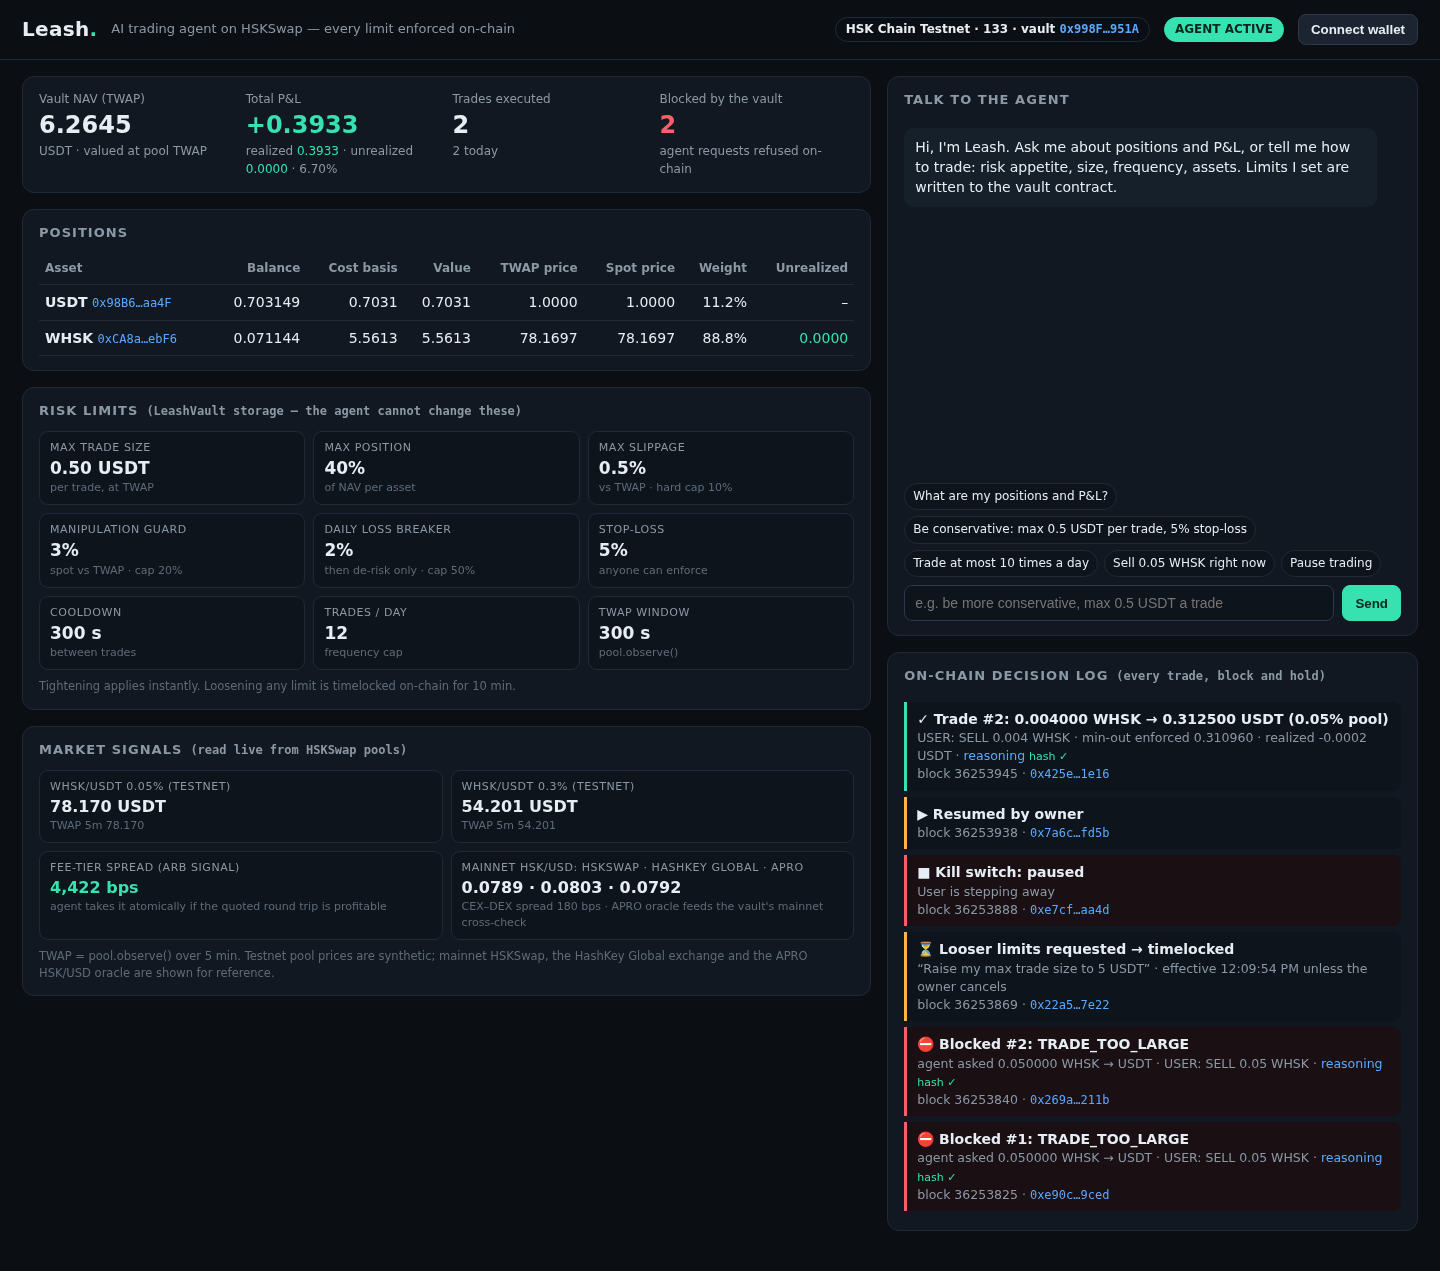 Leash.
AI trading agent on HSKSwap — every limit enforced on-chain
HSK Chain Testnet · 133 · vault 0x998F…951A
AGENT ACTIVE
Connect wallet
Vault NAV (TWAP)
6.2645
USDT · valued at pool TWAP
Total P&L
+0.3933
realized 0.3933 · unrealized
0.0000 · 6.70%
Trades executed
2
2 today
Blocked by the vault
2
agent requests refused on-
chain
POSITIONS
Asset Balance Cost basis Value TWAP price Spot price Weight Unrealized
USDT 0x98B6…aa4F 0.703149 0.7031 0.7031 1.0000 1.0000 11.2% –
WHSK 0xCA8a…ebF6 0.071144 5.5613 5.5613 78.1697 78.1697 88.8% 0.0000
RISK LIMITS (LeashVault storage — the agent cannot change these)
MAX TRADE SIZE
0.50 USDT
per trade, at TWAP
MAX POSITION
40%
of NAV per asset
MAX SLIPPAGE
0.5%
vs TWAP · hard cap 10%
MANIPULATION GUARD
3%
spot vs TWAP · cap 20%
DAILY LOSS BREAKER
2%
then de-risk only · cap 50%
STOP-LOSS
5%
anyone can enforce
COOLDOWN
300 s
between trades
TRADES / DAY
12
frequency cap
TWAP WINDOW
300 s
pool.observe()
Tightening applies instantly. Loosening any limit is timelocked on-chain for 10 min.
MARKET SIGNALS (read live from HSKSwap pools)
WHSK/USDT 0.05% (TESTNET)
78.170 USDT
TWAP 5m 78.170
WHSK/USDT 0.3% (TESTNET)
54.201 USDT
TWAP 5m 54.201
FEE-TIER SPREAD (ARB SIGNAL)
4,422 bps
agent takes it atomically if the quoted round trip is profitable
MAINNET HSK/USD: HSKSWAP · HASHKEY GLOBAL · APRO
0.0789 · 0.0803 · 0.0792
CEX–DEX spread 180 bps · APRO oracle feeds the vault's mainnet
cross-check
TWAP = pool.observe() over 5 min. Testnet pool prices are synthetic; mainnet HSKSwap, the HashKey Global exchange and the APRO
HSK/USD oracle are shown for reference.
TALK TO THE AGENT
Hi, I'm Leash. Ask me about positions and P&L, or tell me how
to trade: risk appetite, size, frequency, assets. Limits I set are
written to the vault contract.
What are my positions and P&L?
Be conservative: max 0.5 USDT per trade, 5% stop-loss
Trade at most 10 times a day
Sell 0.05 WHSK right now
Pause trading
e.g. be more conservative, max 0.5 USDT a trade
Send
ON-CHAIN DECISION LOG (every trade, block and hold)
✓ Trade #2: 0.004000 WHSK → 0.312500 USDT (0.05% pool)
USER: SELL 0.004 WHSK · min-out enforced 0.310960 · realized -0.0002
USDT · reasoning hash ✓
block 36253945 · 0x425e…1e16
▶ Resumed by owner
block 36253938 · 0x7a6c…fd5b
■ Kill switch: paused
User is stepping away
block 36253888 · 0xe7cf…aa4d
⏳ Looser limits requested → timelocked
“Raise my max trade size to 5 USDT” · effective 12:09:54 PM unless the
owner cancels
block 36253869 · 0x22a5…7e22
⛔ Blocked #2: TRADE_TOO_LARGE
agent asked 0.050000 WHSK → USDT · USER: SELL 0.05 WHSK · reasoning
hash ✓
block 36253840 · 0x269a…211b
⛔ Blocked #1: TRADE_TOO_LARGE
agent asked 0.050000 WHSK → USDT · USER: SELL 0.05 WHSK · reasoning
hash ✓
block 36253825 · 0xe90c…9ced